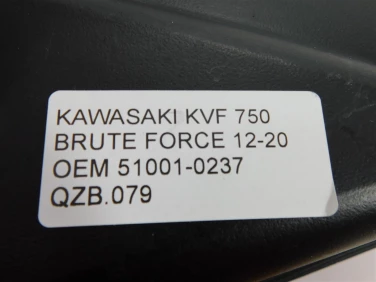 KAWASAKI KVF 750
BRUTE FORCE 12-20
OEM 51001-0237
QZB.079